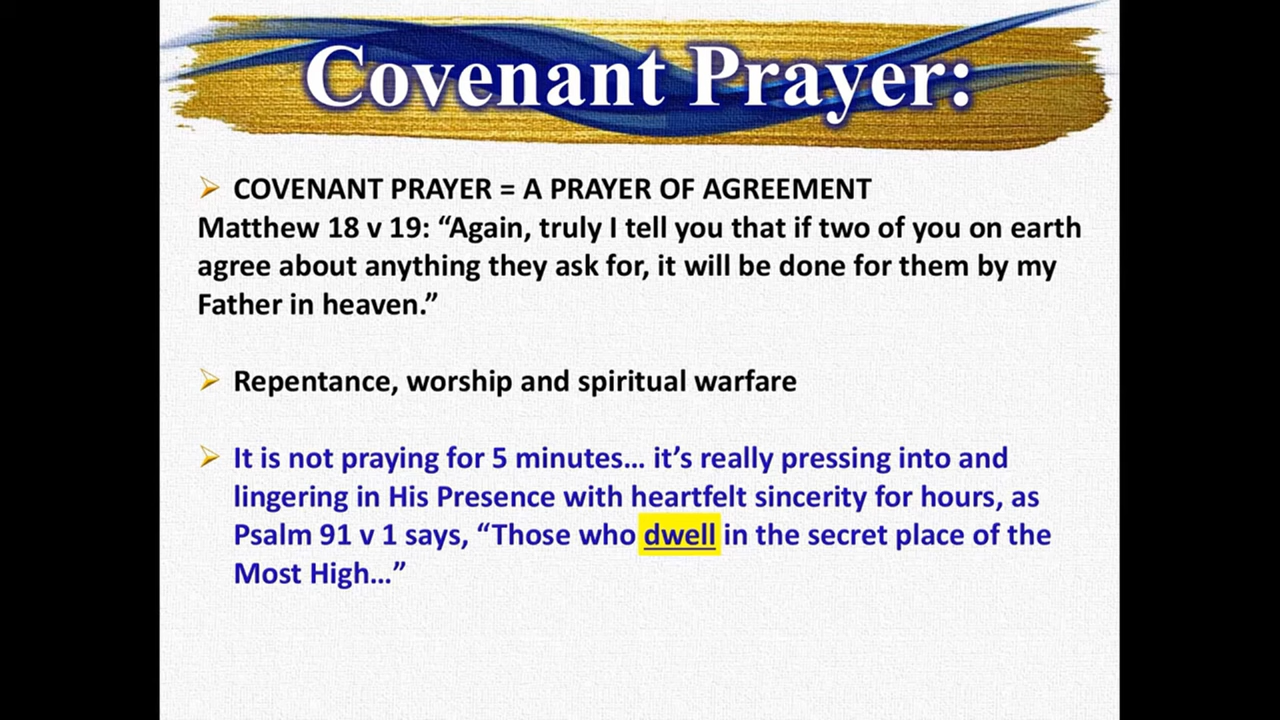 Covenant Prayer:
COVENANT PRAYER = A PRAYER OF AGREEMENT
Matthew 18 v 19: “Again, truly I tell you that if two of you on earth
agree about anything they ask for, it will be done for them by my
Father in heaven.”
Repentance, worship and spiritual warfare
It is not praying for 5 minutes… it’s really pressing into and
lingering in His Presence with heartfelt sincerity for hours, as
Psalm 91 v 1 says, “Those who dwell in the secret place of the
Most High…”